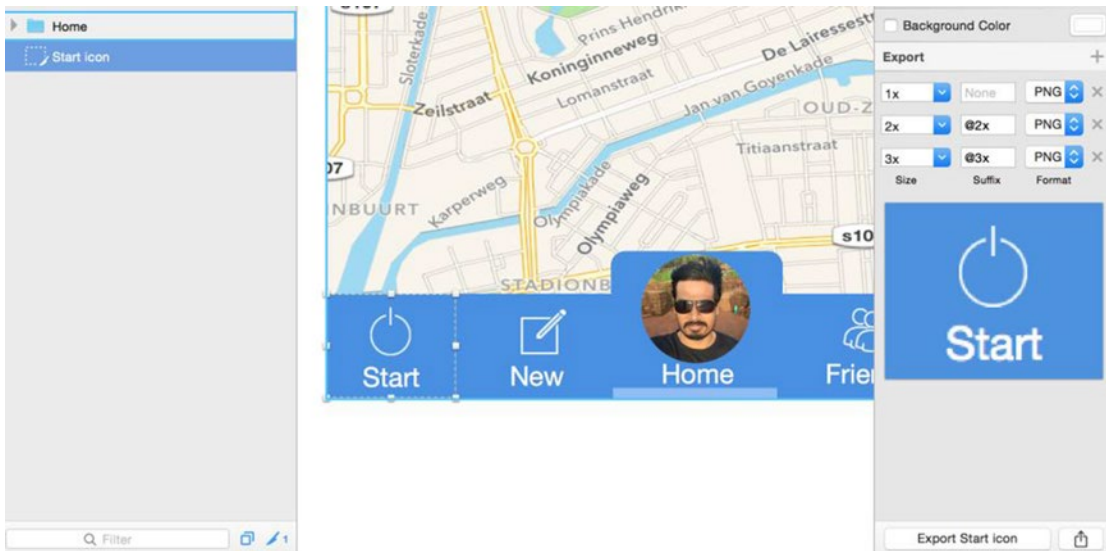 Home
Start icon
Filter
1
Sloterkade
Prins Hendrik
Koninginneweg
De Lairessestr
Zeilstraat
Lomanstraat
Jan van Goyenkade
OUD-Z
Titiaanstraat
07
NBUURT
Karperweg
Olympiakade
Olympiaweg
s10
STADIONB
Start
New
Home
Frie
Background Color
Export
1x
None
PNG
2x
@2x
PNG
3x
@3x
PNG
Size
Suffix
Format
Start
Export Start icon